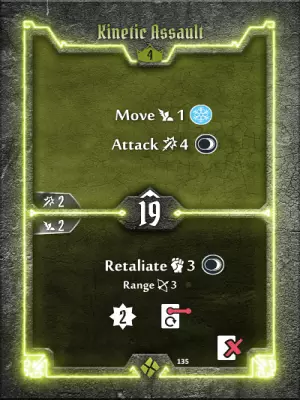 Kinetic Assault
1
Move 1
Attack 4
2
2
19
Retaliate 3
Range 3
2
135